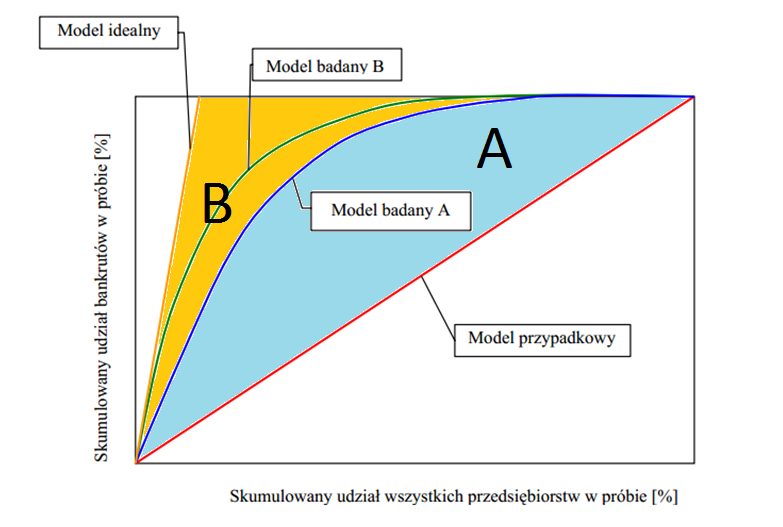 Model idealny
Model badany B
A
B
Model badany A
Model przypadkowy
Skumulowany udział bankrutów w próbie [%]
Skumulowany udział wszystkich przedsiębiorstw w próbie [%]